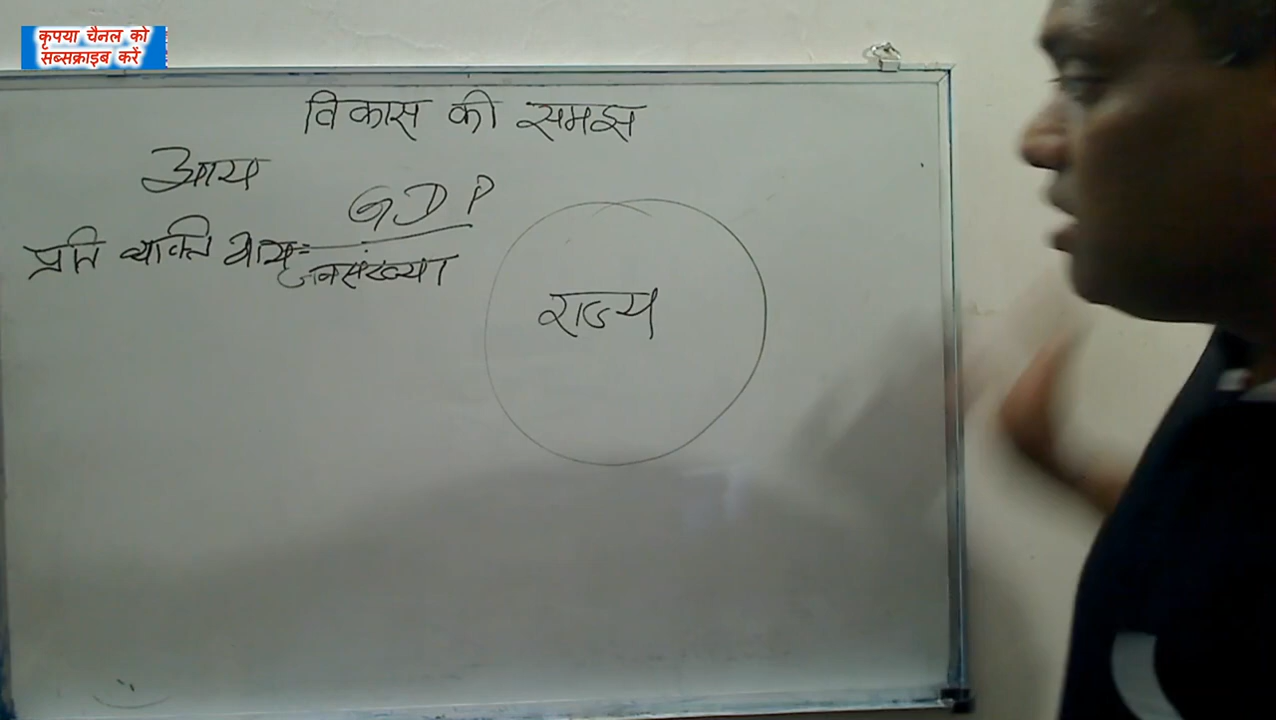 कृपया चैनल को
सब्सक्राइब करें
विकास की समझ
आय
प्रति व्यक्ति आय = GDP
जनसंख्या
राज्य